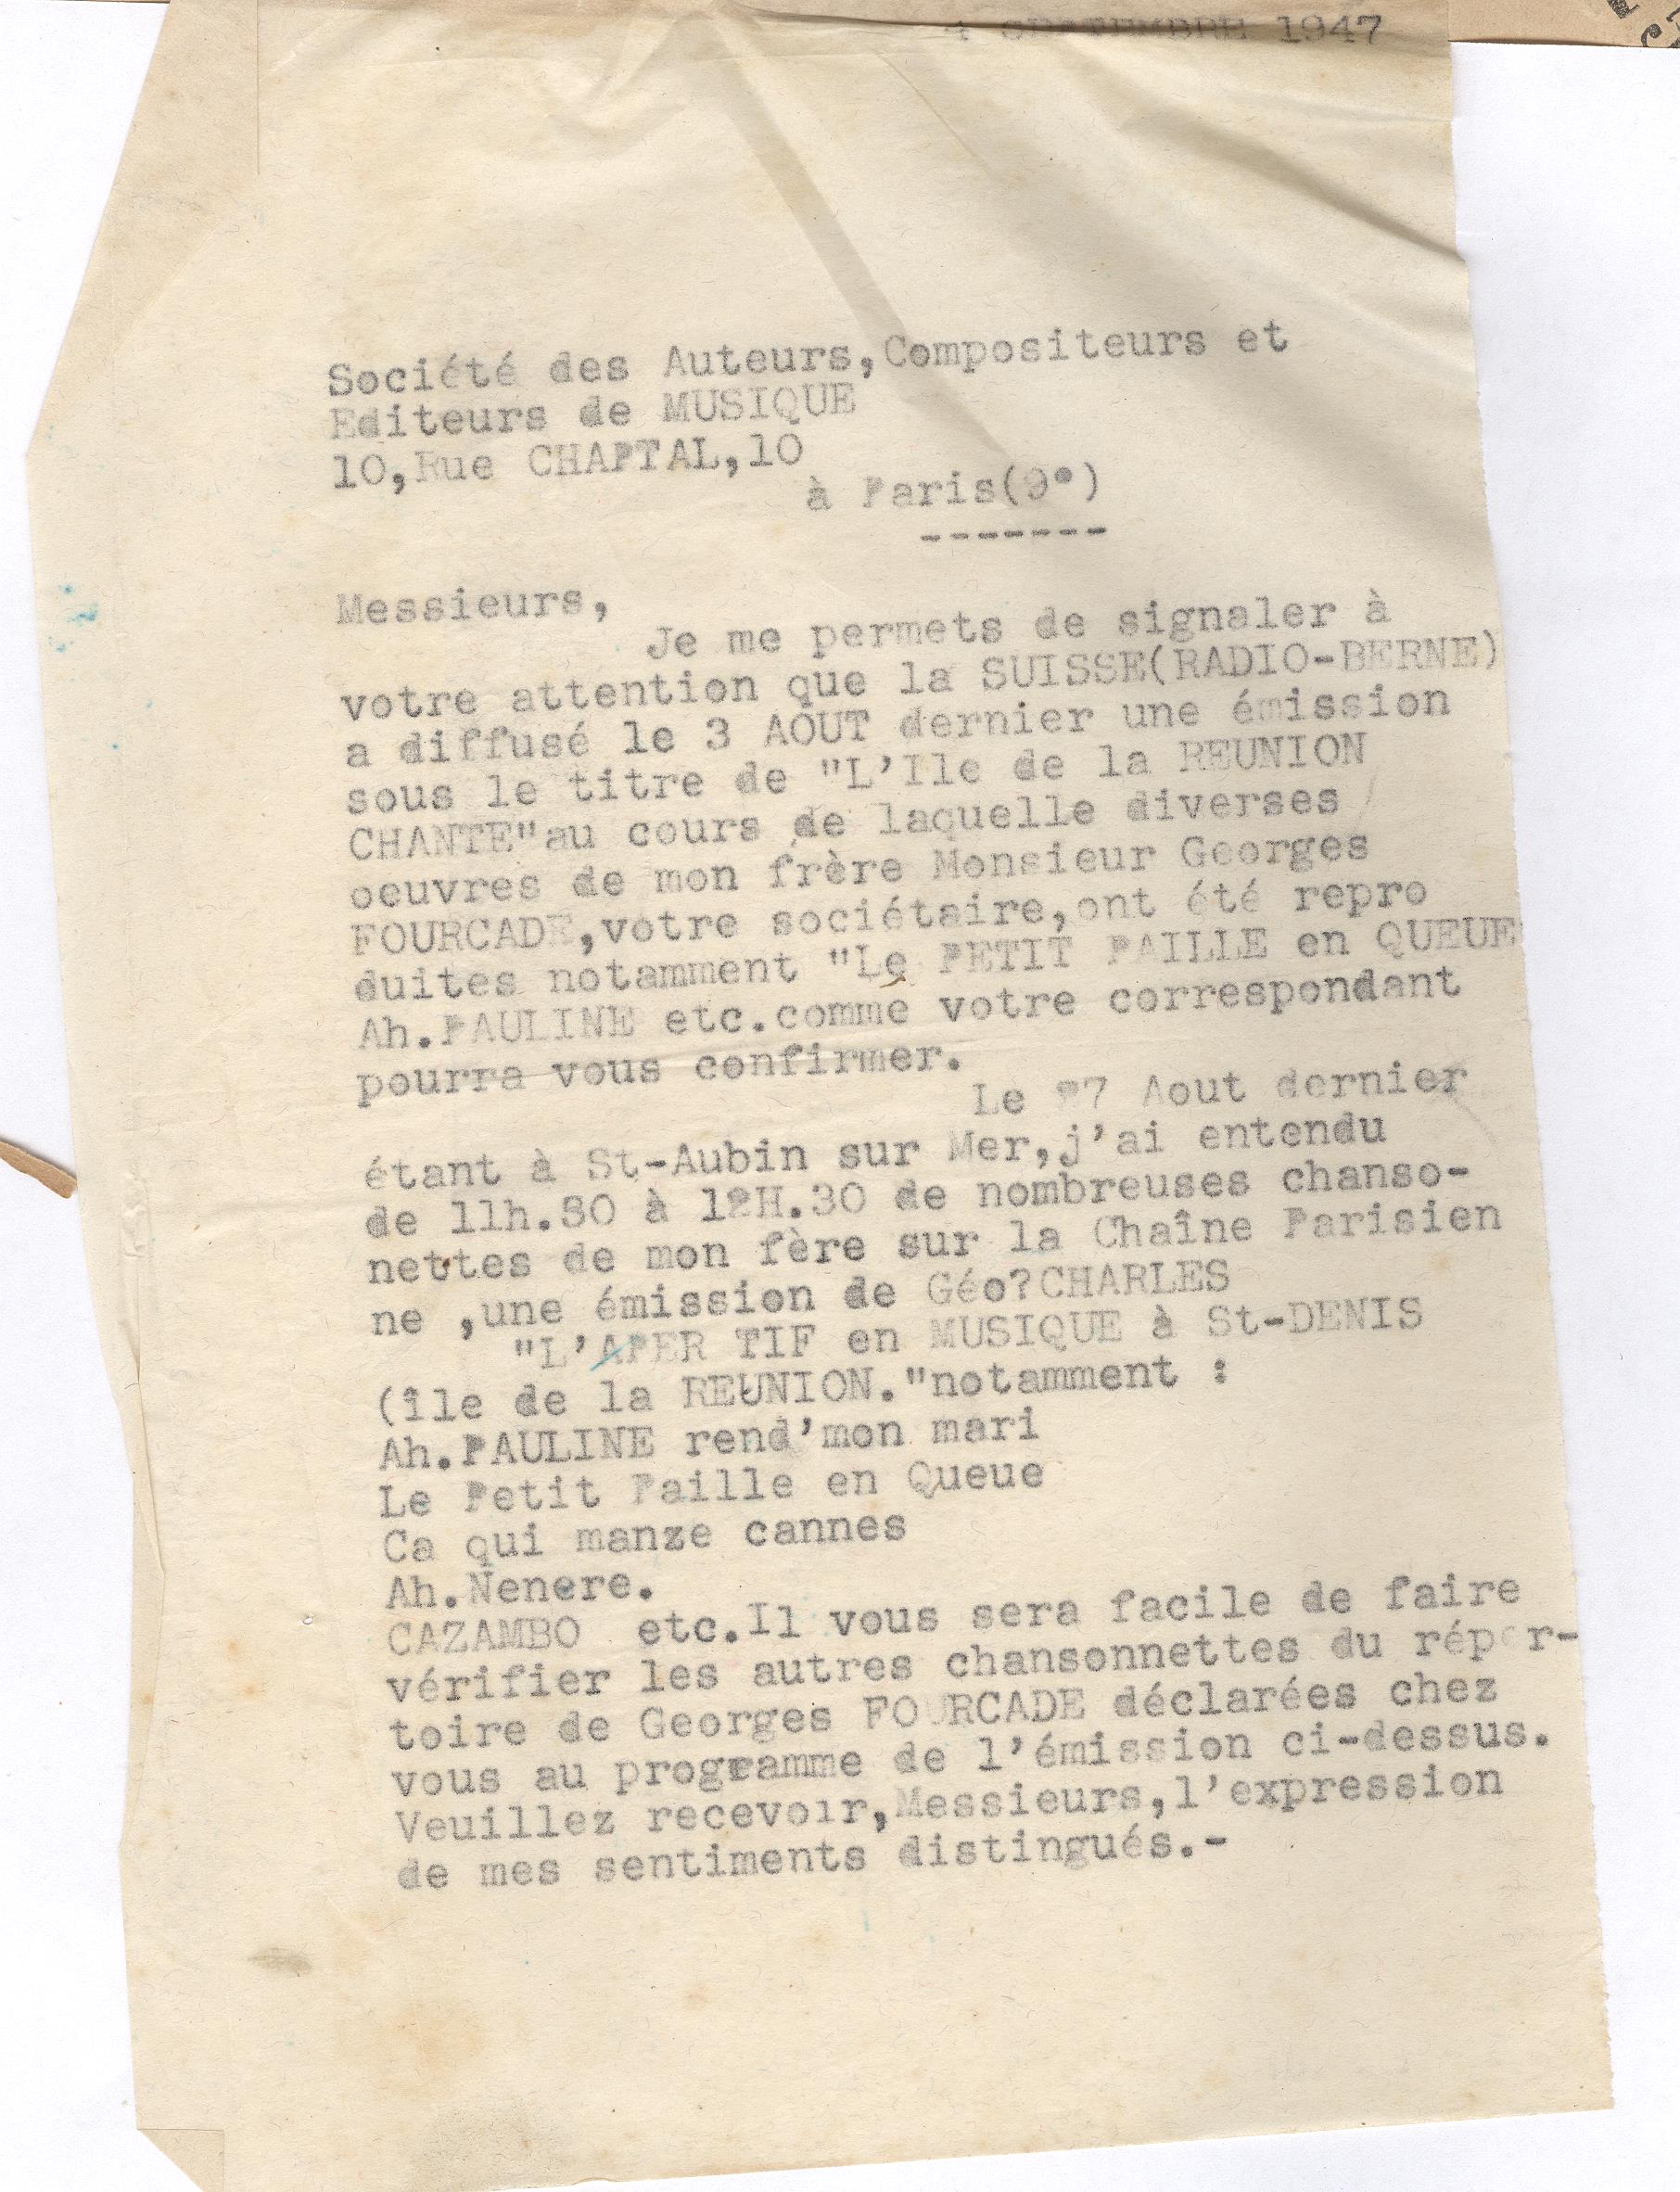 4 SEPTEMBRE 1947
Société des Auteurs,Compositeurs et
Editeurs de MUSIQUE
10,Rue CHAPTAL,10
à Paris(9°)
-------
Messieurs,
Je me permets de signaler à
votre attention que la SUISSE(RADIO-BERNE)
a diffusé le 3 AOUT dernier une émission
sous le titre de "L'Ile de la REUNION
CHANTE"au cours de laquelle diverses
oeuvres de mon frère Monsieur Georges
FOURCADE,votre sociétaire,ont été repro
duites notamment "Le PETIT PAILLE en QUEUE
Ah.PAULINE etc.comme votre correspondant
pourra vous confirmer.
Le 27 Aout dernier
étant à St-Aubin sur Mer,j'ai entendu
de 11h.30 à 12H.30 de nombreuses chanso-
nettes de mon fère sur la Chaîne Parisien
ne ,une émission de Géo?CHARLES
"L'APER TIF en MUSIQUE à St-DENIS
(île de la REUNION."notamment :
Ah.PAULINE rend'mon mari
Le Petit Paille en Queue
Ca qui manze cannes
Ah.Nenere.
CAZAMBO etc.Il vous sera facile de faire
vérifier les autres chansonnettes du réper-
toire de Georges FOURCADE déclarées chez
vous au programme de l'émission ci-dessus.
Veuillez recevoir,Messieurs,l'expression
de mes sentiments distingués.-